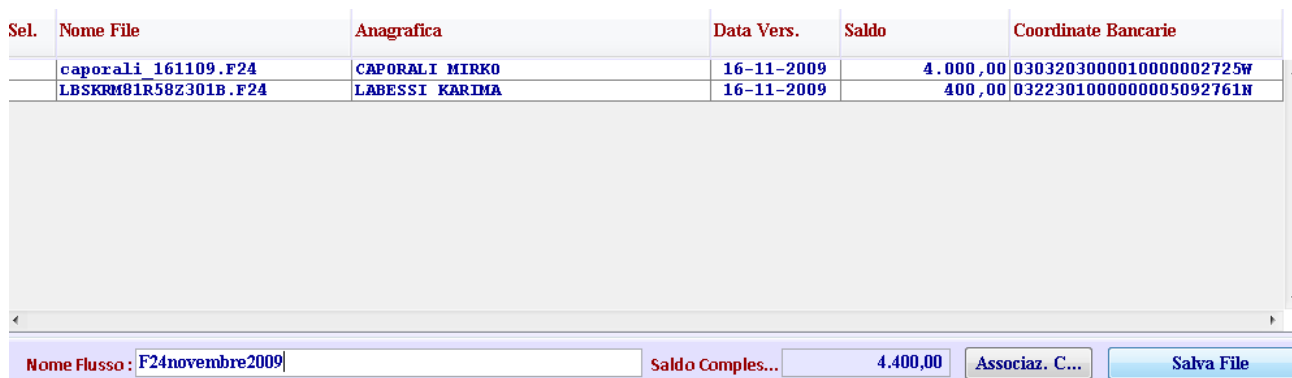 Sel. Nome File Anagrafica Data Vers. Saldo Coordinate Bancarie
caporali_161109.F24 CAPORALI MIRKO 16-11-2009 4.000,00 0303203000010000002725W
LBSKRM81R58Z301B.F24 LABESSI KARIMA 16-11-2009 400,00 0322301000000005092761N
Nome Flusso : F24novembre2009 Saldo Comples... 4.400,00 Associaz. C... Salva File